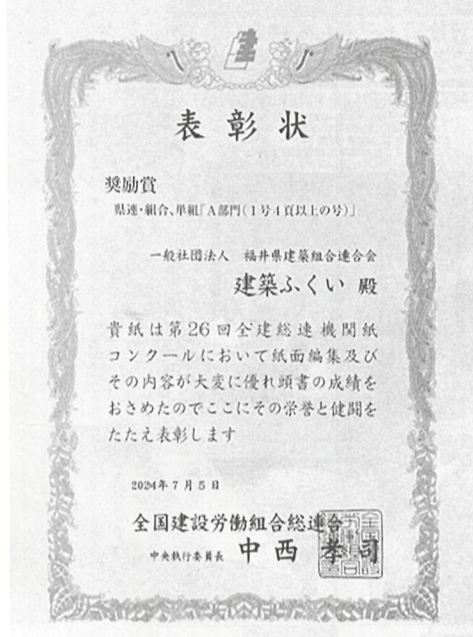 表彰状
奨励賞
県連・組合、単組「A部門(1号4頁以上の号)」
一般社団法人 福井県建築組合連合会
建築ふくい 殿
貴紙は第26回全建総連機関紙
コンクールにおいて紙面編集及び
その内容が大変に優れ頭書の成績を
おさめたのでここにその栄誉と健闘を
たたえ表彰します
2024年7月5日
全国建設労働組合総連合
中央執行委員長 中西孝司